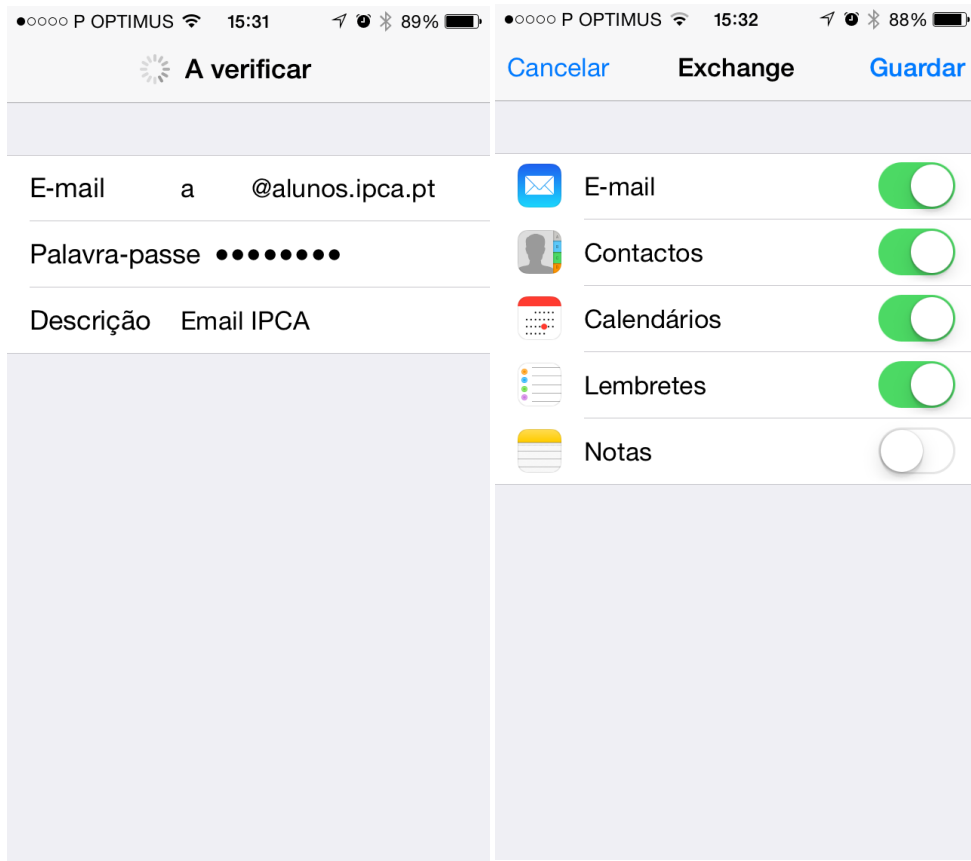 P OPTIMUS 15:31 89%
A verificar
E-mail a @alunos.ipca.pt
Palavra-passe ●●●●●●●●
Descrição Email IPCA
P OPTIMUS 15:32 88%
Cancelar Exchange Guardar
E-mail
Contactos
Calendários
Lembretes
Notas